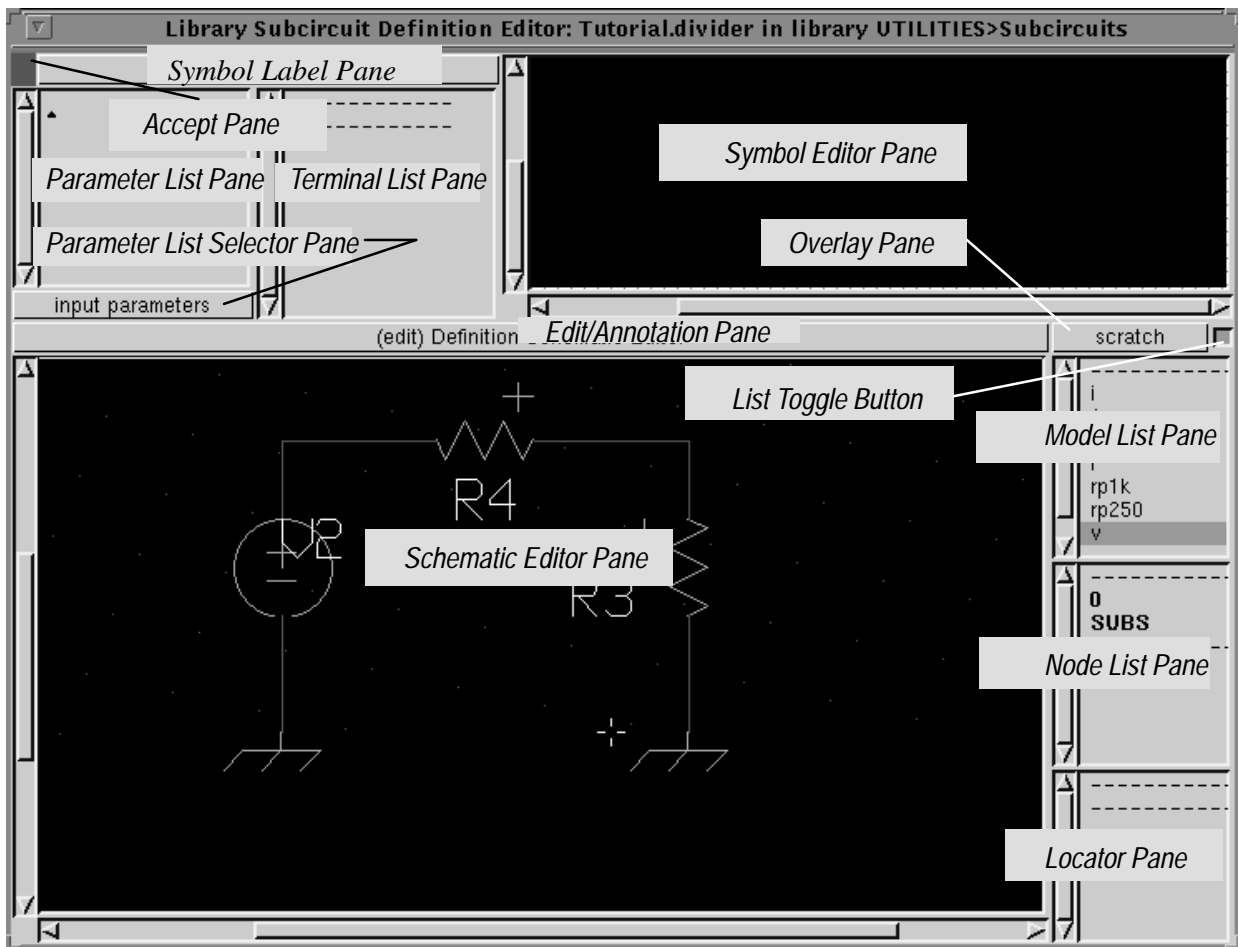 Library Subcircuit Definition Editor: Tutorial.divider in library UTILITIES>Subcircuits
Symbol Label Pane
Accept Pane
Parameter List Pane
Terminal List Pane
Parameter List Selector Pane
input parameters
Symbol Editor Pane
Overlay Pane
(edit) Definition
Edit/Annotation Pane
scratch
List Toggle Button
i
Model List Pane
rp1k
rp250
v
R4
V2
Schematic Editor Pane
R3
0
SUBS
Node List Pane
Locator Pane